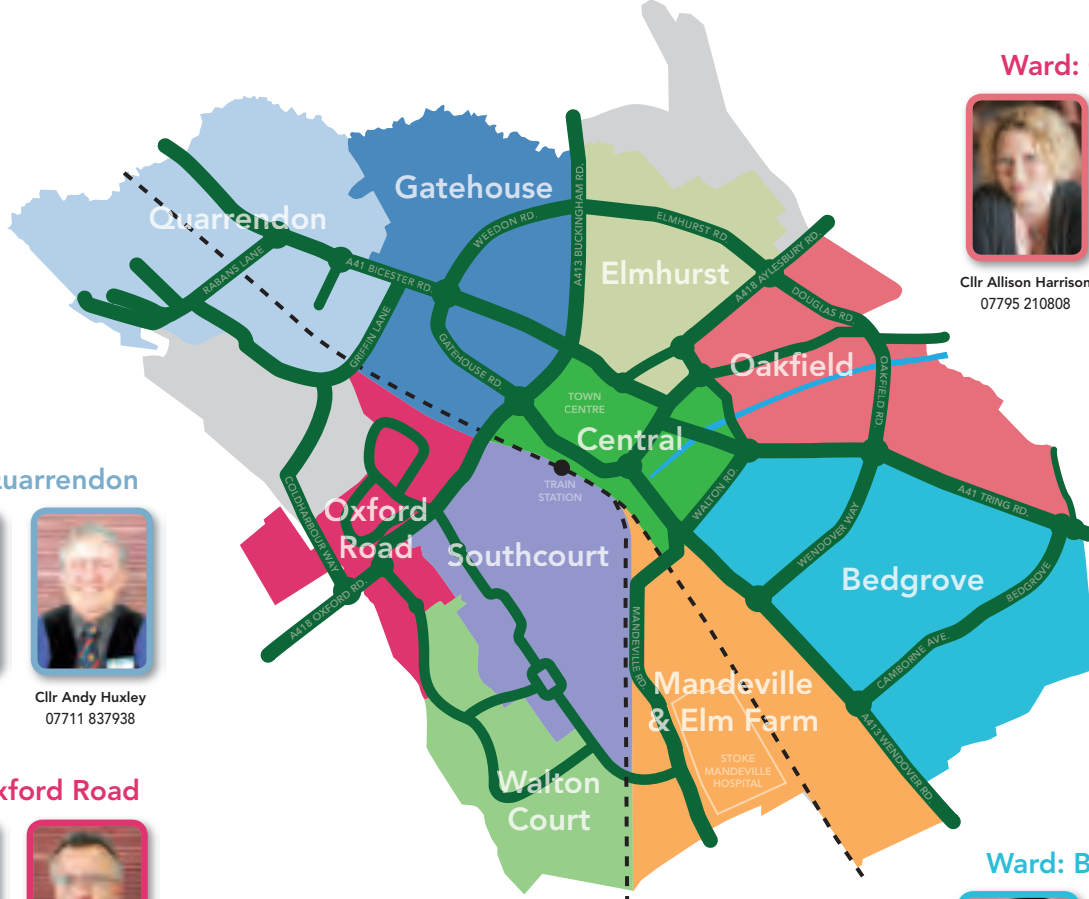 Ward:
Cllr Allison Harrison
07795 210808
Gatehouse
Quarrendon
WEEDON RD.
A413 BUCKINGHAM RD.
ELMHURST RD.
Elmhurst
A418 AYLESBURY RD.
RABANS LANE
A41 BICESTER RD.
DOUGLAS RD
GRIFFIN LANE
GATEHOUSE RD.
Oakfield
OAKFIELD RD.
TOWN
CENTRE
Central
TRAIN
STATION
WALTON RD.
A41 TRING RD.
uarrendon
Cllr Andy Huxley
07711 837938
COLDHARBOUR WAY
Oxford
Road
Southcourt
WENDOVER WAY
Bedgrove
BEDGROVE
A418 OXFORD RD.
MANDEVILLE RD.
CAMBORNE AVE.
Mandeville
& Elm Farm
A413 WENDOVER RD.
STOKE
MANDEVILLE
HOSPITAL
Walton
Court
xford Road
Ward: B